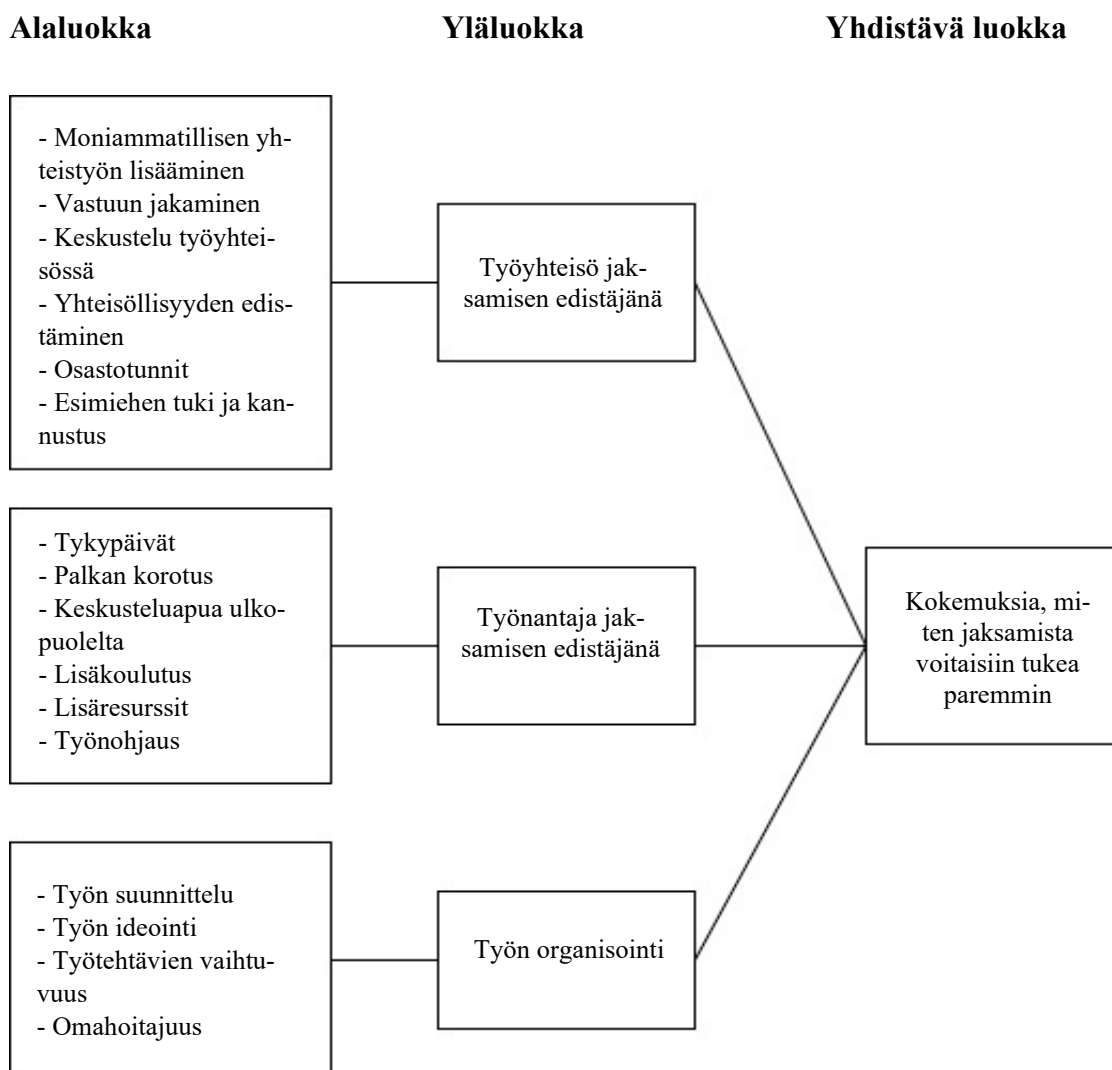 Alaluokka
Yläluokka
Yhdistävä luokka
- Moniammatillisen yh-
teistyön lisääminen
- Vastuun jakaminen
- Keskustelu työyhtei-
sössä
- Yhteisöllisyyden edis-
täminen
- Osastotunnit
- Esimiehen tuki ja kan-
nustus
Työyhteisö jak-
samisen edistäjänä
- Tykypäivät
- Palkan korotus
- Keskusteluapua ulko-
puolelta
- Lisäkoulutus
- Lisäresurssit
- Työnohjaus
Työnantaja jak-
samisen edistäjänä
Kokemuksia, mi-
ten jaksamista
voitaisiin tukea
paremmin
- Työn suunnittelu
- Työn ideointi
- Työtehtävien vaihtu-
vuus
- Omahoitajuus
Työn organisointi